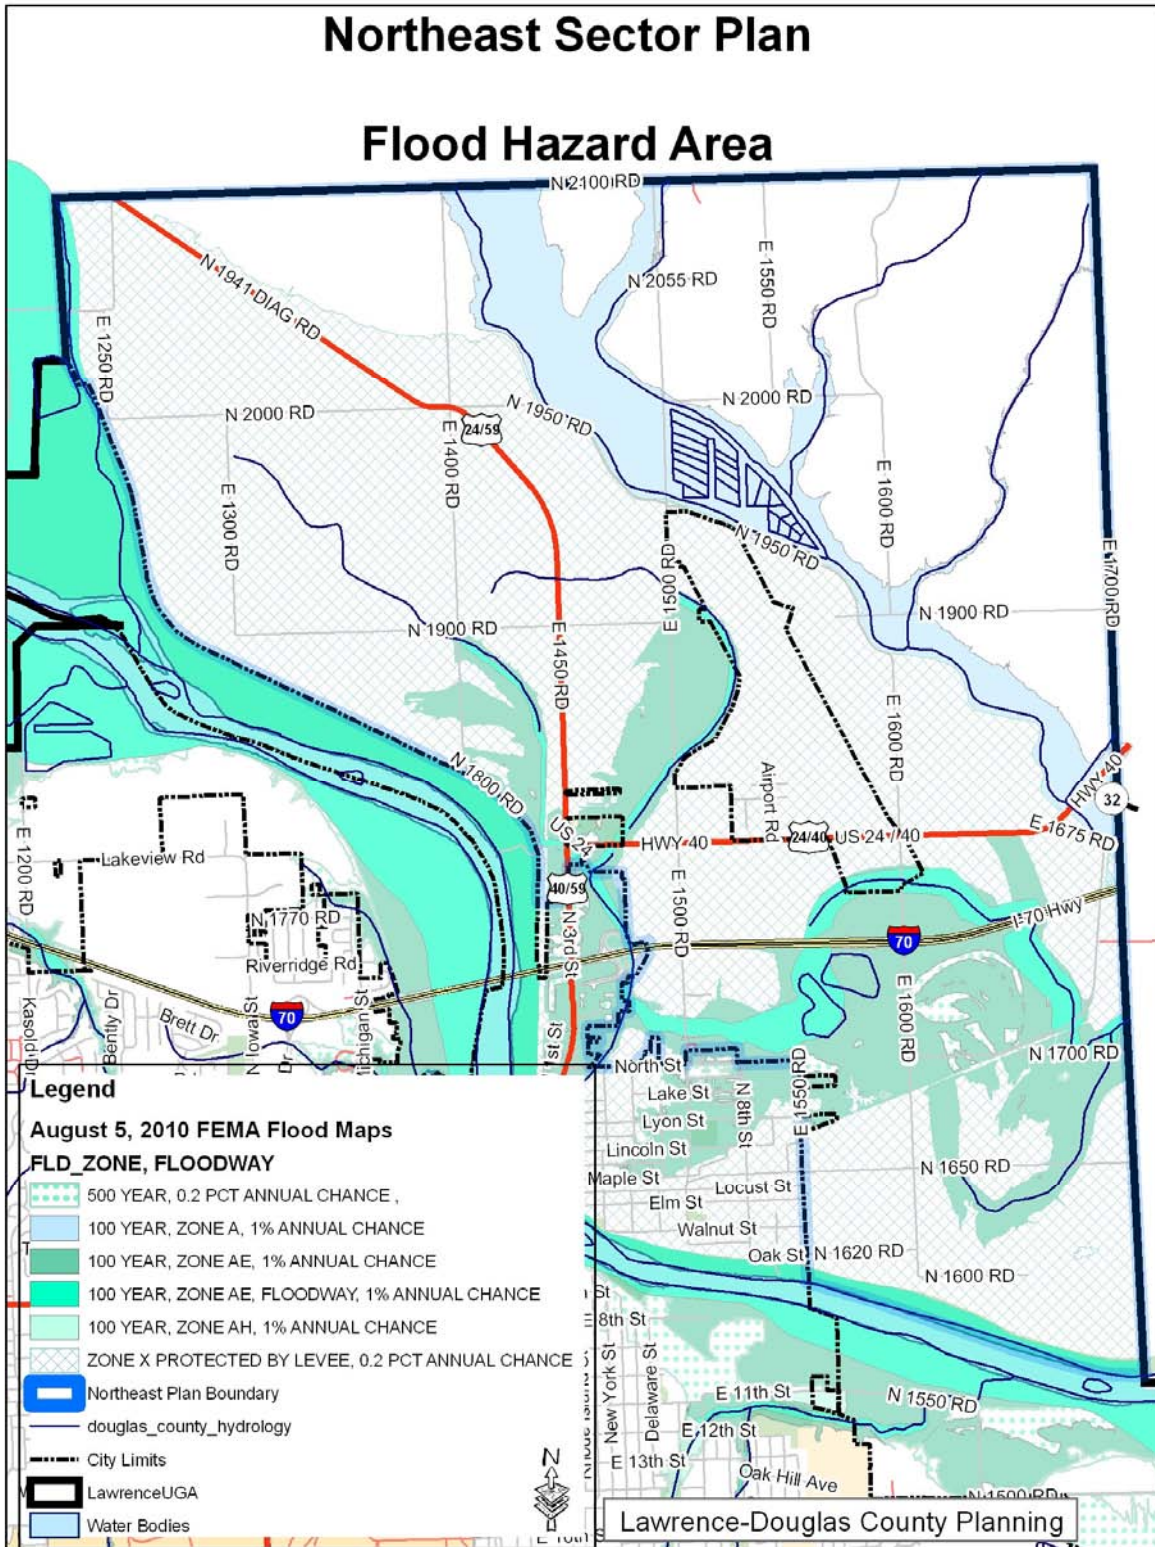 Northeast Sector Plan
Flood Hazard Area
N 2100 RD
N 1941 DIAG RD
N 2055 RD
E 1550 RD
E 1250 RD
N 2000 RD
N 1950 RD
N 2000 RD
24/59
E 1400 RD
E 1300 RD
E 1600 RD
N 1950 RD
E 1500 RD
E 1700 RD
N 1900 RD
N 1900 RD
E 1450 RD
E 1600 RD
N 1800 RD
Airport Rd
HWY 40
32
US 24
HWY 40
24/40
US 24 / 40
E 1675 RD
E 1200 RD
Lakeview Rd
40/59
N 3rd St
E 1500 RD
N 1770 RD
I-70 Hwy
70
Riverridge Rd
E 1600 RD
70
Kasold Dr
Brett Dr
N Iowa St
N 1700 RD
North St
E 1550 RD
Lake St
N 8th St
Lyon St
Lincoln St
Maple St
N 1650 RD
Locust St
Elm St
Walnut St
Oak St
N 1620 RD
N 1600 RD
8th St
New York St
Delaware St
E 11th St
N 1550 RD
E 12th St
E 13th St
Oak Hill Ave
N 1500 RD
Legend
August 5, 2010 FEMA Flood Maps
FLD_ZONE, FLOODWAY
500 YEAR, 0.2 PCT ANNUAL CHANCE ,
100 YEAR, ZONE A, 1% ANNUAL CHANCE
100 YEAR, ZONE AE, 1% ANNUAL CHANCE
100 YEAR, ZONE AE, FLOODWAY, 1% ANNUAL CHANCE
100 YEAR, ZONE AH, 1% ANNUAL CHANCE
ZONE X PROTECTED BY LEVEE, 0.2 PCT ANNUAL CHANCE
Northeast Plan Boundary
douglas_county_hydrology
City Limits
LawrenceUGA
Water Bodies
N
Lawrence-Douglas County Planning